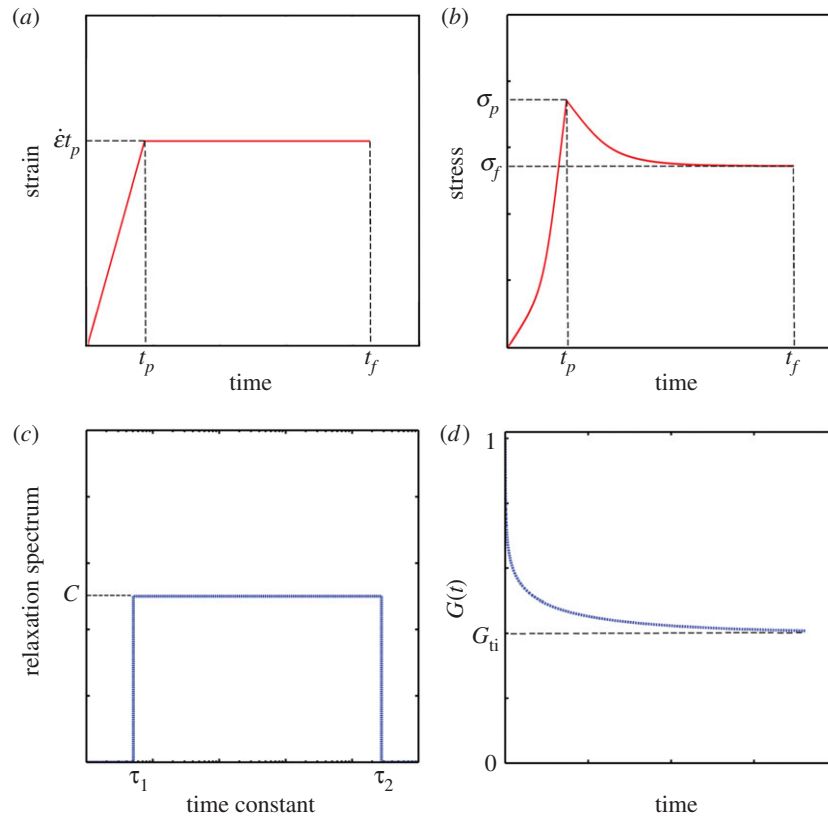 (a)
strain
ε̇t_p
t_p
t_f
time
(b)
stress
σ_p
σ_f
t_p
t_f
time
(c)
relaxation spectrum
C
τ_1
τ_2
time constant
(d)
G(t)
1
G_ti
0
time